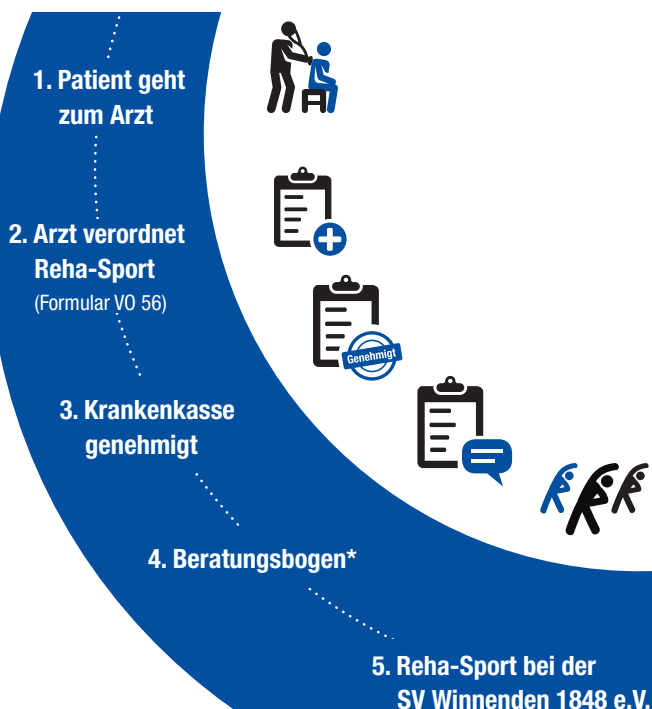 1. Patient geht
zum Arzt
2. Arzt verordnet
Reha-Sport
(Formular VO 56)
Genehmigt
3. Krankenkasse
genehmigt
4. Beratungsbogen*
5. Reha-Sport bei der
SV Winnenden 1848 e.V.